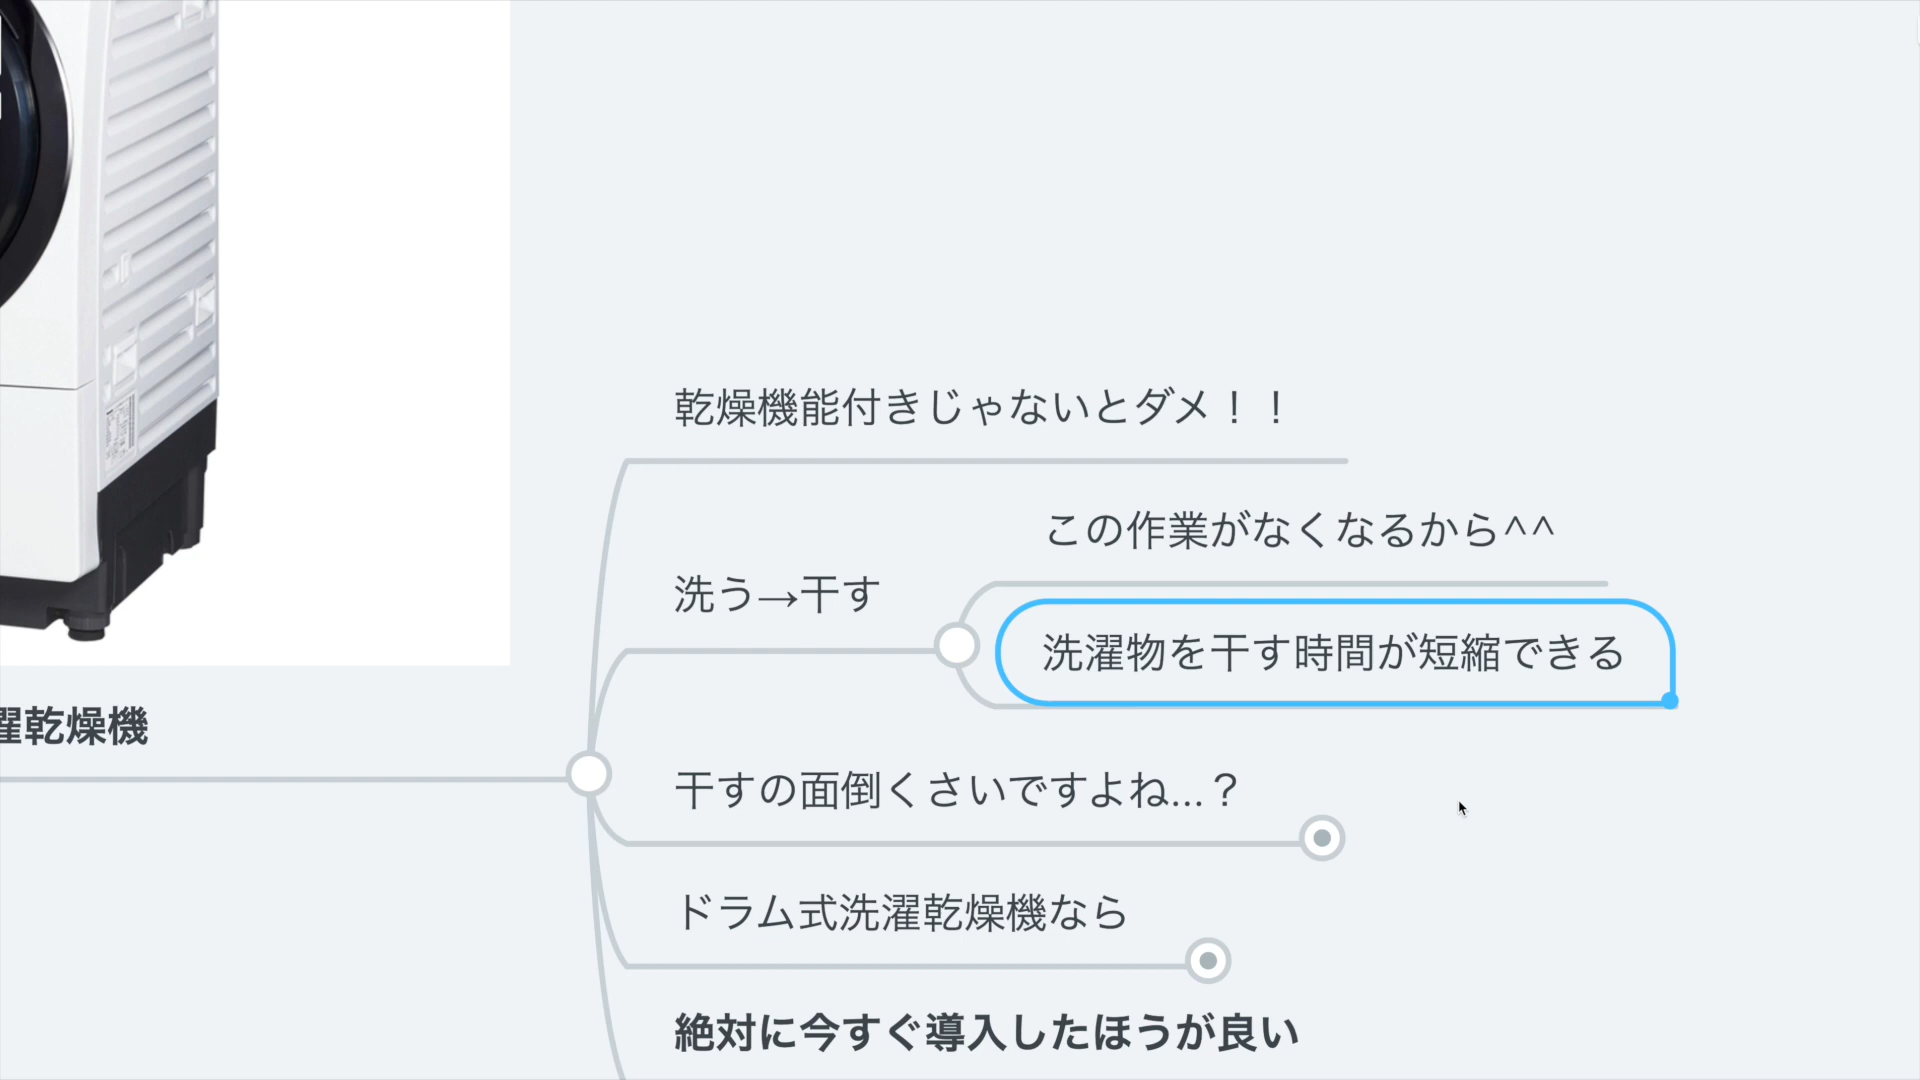 乾燥機能付きじゃないとダメ！！
この作業がなくなるから^^
洗う→干す
洗濯物を干す時間が短縮できる
濯乾燥機
干すの面倒くさいですよね...？
ドラム式洗濯乾燥機なら
絶対に今すぐ導入したほうが良い